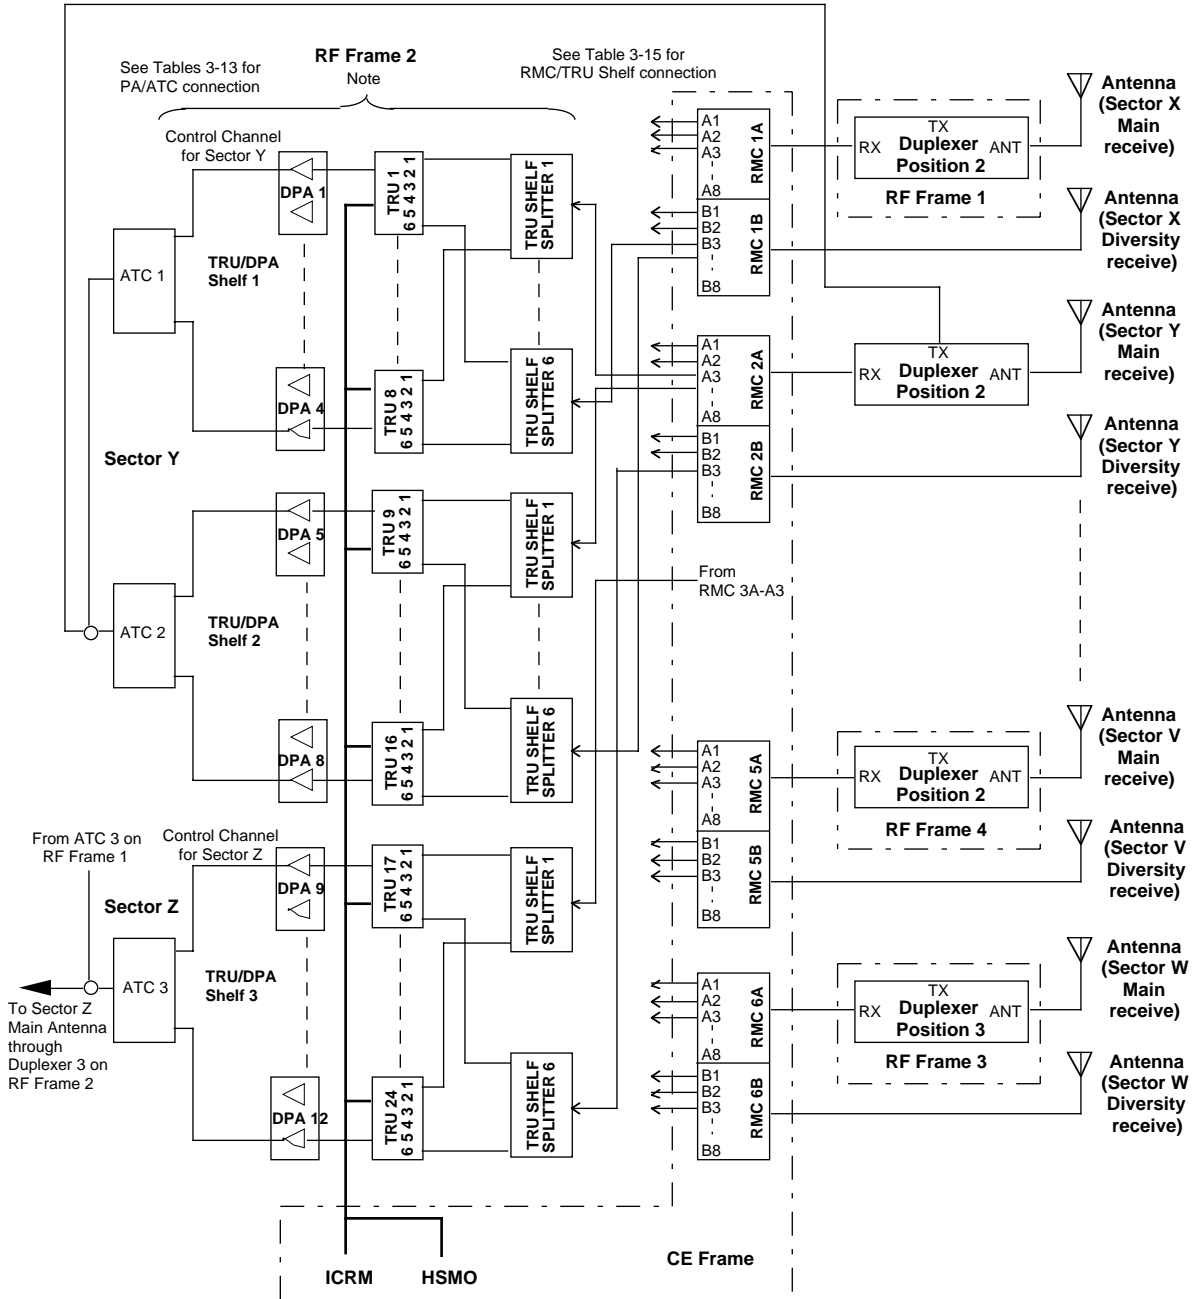 RF Frame 2
Note
See Tables 3-13 for
PA/ATC connection
See Table 3-15 for
RMC/TRU Shelf connection
Control Channel
for Sector Y
DPA 1
TRU 1
6 5 4 3 2 1
TRU SHELF
SPLITTER 1
ATC 1
TRU/DPA
Shelf 1
DPA 4
TRU 8
6 5 4 3 2 1
TRU SHELF
SPLITTER 6
Sector Y
DPA 5
TRU 9
6 5 4 3 2 1
TRU SHELF
SPLITTER 1
ATC 2
TRU/DPA
Shelf 2
DPA 8
TRU 16
6 5 4 3 2 1
TRU SHELF
SPLITTER 6
From ATC 3 on
RF Frame 1
Control Channel
for Sector Z
DPA 9
TRU 17
6 5 4 3 2 1
TRU SHELF
SPLITTER 1
Sector Z
ATC 3
TRU/DPA
Shelf 3
To Sector Z
Main Antenna
through
Duplexer 3 on
RF Frame 2
DPA 12
TRU 24
6 5 4 3 2 1
TRU SHELF
SPLITTER 6
ICRM
HSMO
CE Frame
A1
A2
A3
A8
RMC 1A
B1
B2
B3
B8
RMC 1B
A1
A2
A3
A8
RMC 2A
B1
B2
B3
B8
RMC 2B
From
RMC 3A-A3
A1
A2
A3
A8
RMC 5A
B1
B2
B3
B8
RMC 5B
A1
A2
A3
A8
RMC 6A
B1
B2
B3
B8
RMC 6B
TX
RX
Duplexer
ANT
Position 2
RF Frame 1
Antenna
(Sector X
Main
receive)
Antenna
(Sector X
Diversity
receive)
TX
RX
Duplexer
ANT
Position 2
Antenna
(Sector Y
Main
receive)
Antenna
(Sector Y
Diversity
receive)
TX
RX
Duplexer
ANT
Position 2
RF Frame 4
Antenna
(Sector V
Main
receive)
Antenna
(Sector V
Diversity
receive)
TX
RX
Duplexer
ANT
Position 3
RF Frame 3
Antenna
(Sector W
Main
receive)
Antenna
(Sector W
Diversity
receive)